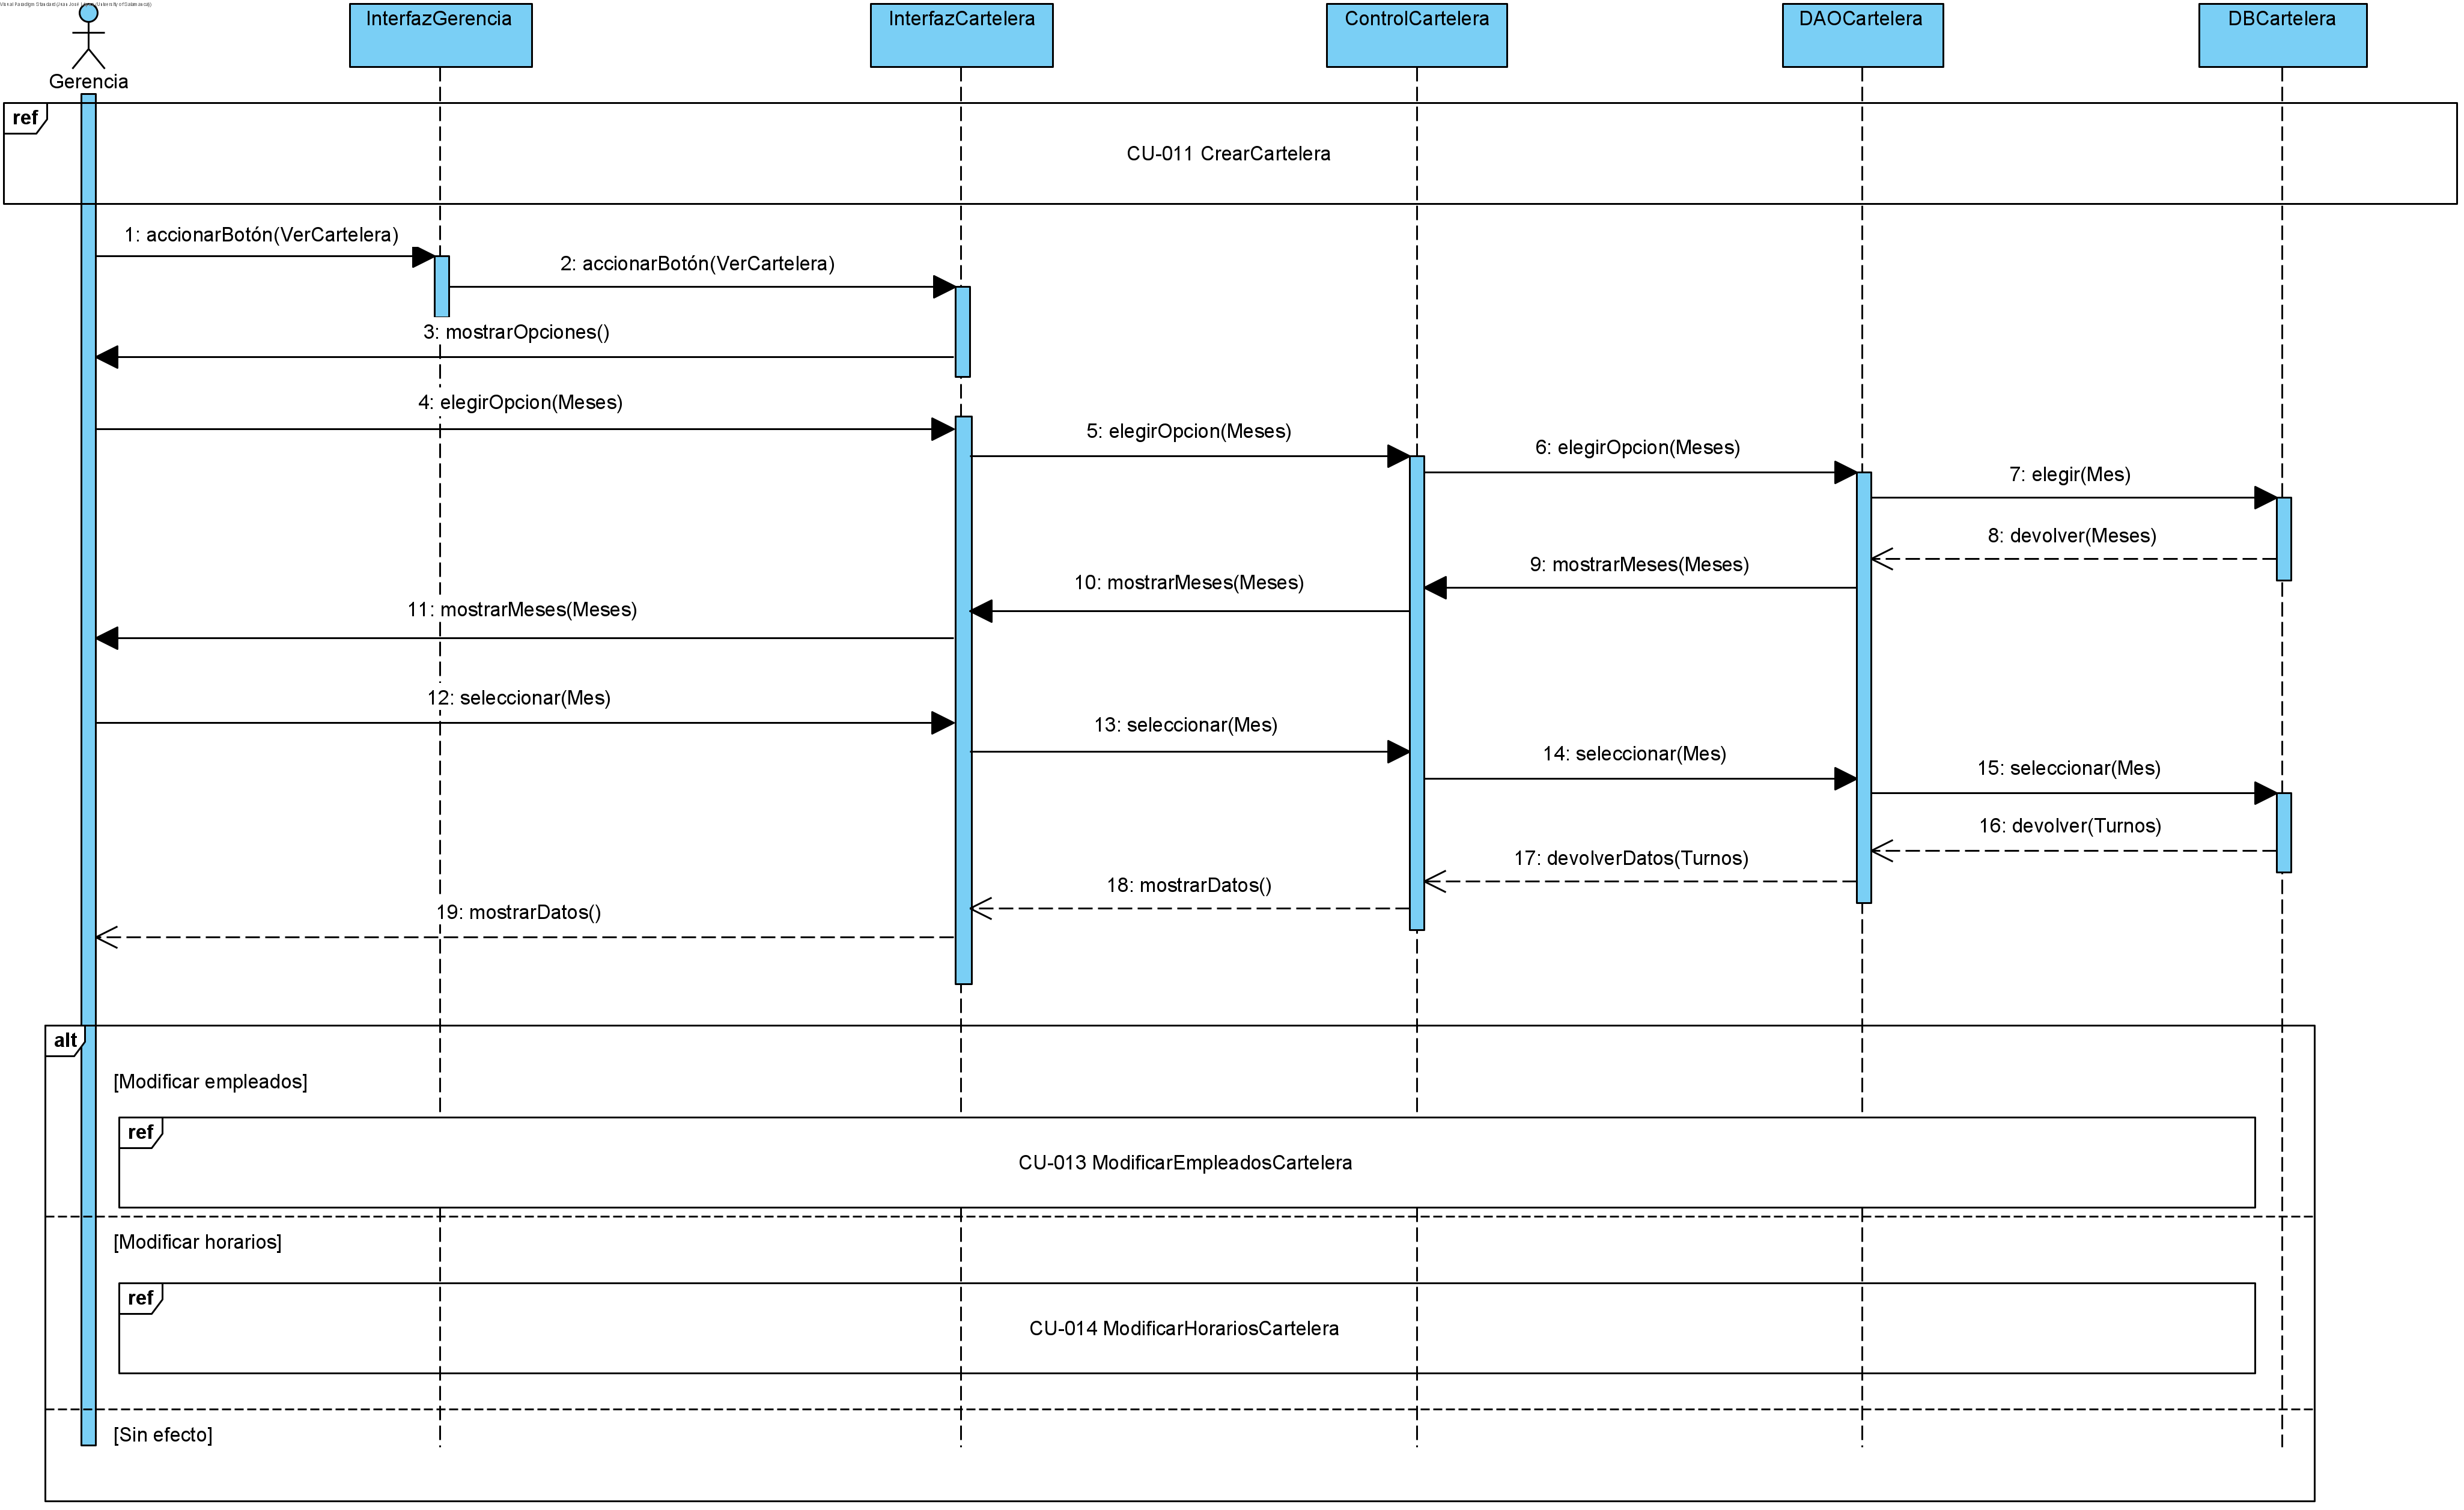 InterfazGerencia
InterfazCartelera
ControlCartelera
DAOCartelera
DBCartelera
Gerencia
ref
CU-011 CrearCartelera
1: accionarBotón(VerCartelera)
2: accionarBotón(VerCartelera)
3: mostrarOpciones()
4: elegirOpcion(Meses)
5: elegirOpcion(Meses)
6: elegirOpcion(Meses)
7: elegir(Mes)
8: devolver(Meses)
9: mostrarMeses(Meses)
10: mostrarMeses(Meses)
11: mostrarMeses(Meses)
12: seleccionar(Mes)
13: seleccionar(Mes)
14: seleccionar(Mes)
15: seleccionar(Mes)
16: devolver(Turnos)
17: devolverDatos(Turnos)
18: mostrarDatos()
19: mostrarDatos()
alt
[Modificar empleados]
ref
CU-013 ModificarEmpleadosCartelera
[Modificar horarios]
ref
CU-014 ModificarHorariosCartelera
[Sin efecto]